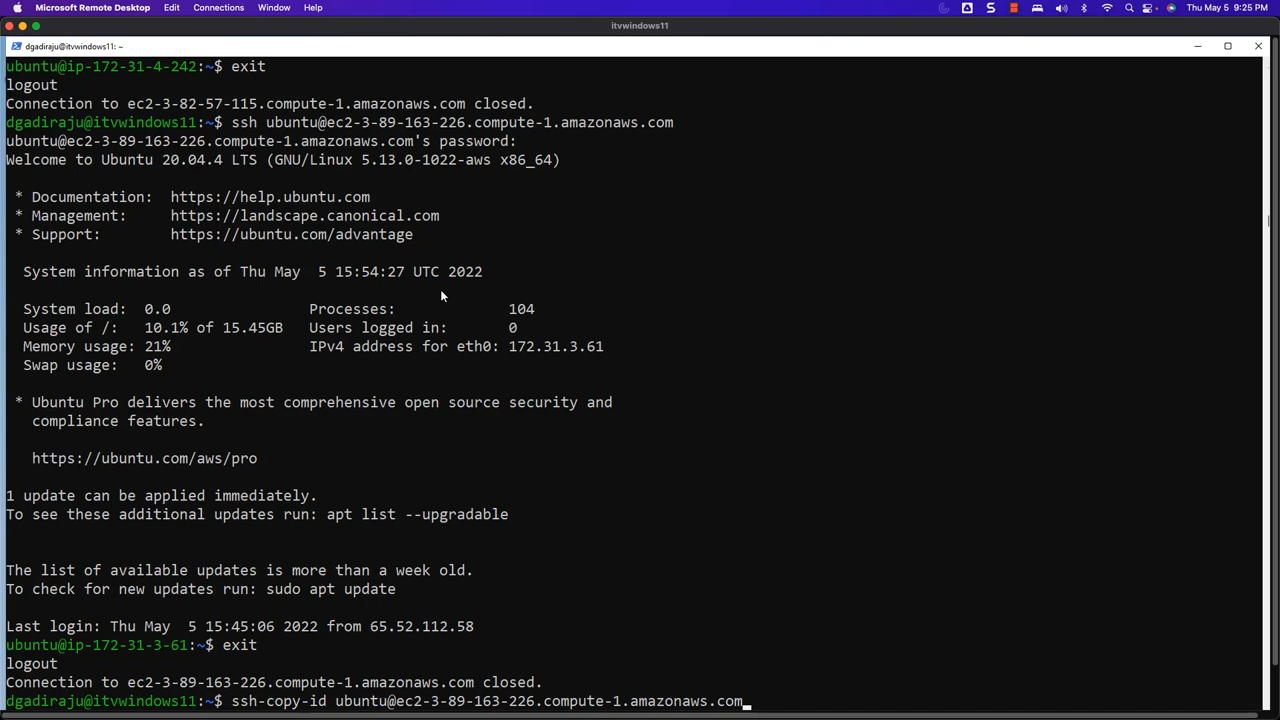 Microsoft Remote Desktop Edit Connections Window Help Thu May 5 9:25 PM
itvwindows11
dgadiraju@itvwindows11: ~
ubuntu@ip-172-31-4-242:~$ exit
logout
Connection to ec2-3-82-57-115.compute-1.amazonaws.com closed.
dgadiraju@itvwindows11:~$ ssh ubuntu@ec2-3-89-163-226.compute-1.amazonaws.com
ubuntu@ec2-3-89-163-226.compute-1.amazonaws.com's password:
Welcome to Ubuntu 20.04.4 LTS (GNU/Linux 5.13.0-1022-aws x86_64)
* Documentation: https://help.ubuntu.com
* Management: https://landscape.canonical.com
* Support: https://ubuntu.com/advantage
System information as of Thu May 5 15:54:27 UTC 2022
System load: 0.0 Processes: 104
Usage of /: 10.1% of 15.45GB Users logged in: 0
Memory usage: 21% IPv4 address for eth0: 172.31.3.61
Swap usage: 0%
* Ubuntu Pro delivers the most comprehensive open source security and
compliance features.
https://ubuntu.com/aws/pro
1 update can be applied immediately.
To see these additional updates run: apt list --upgradable
The list of available updates is more than a week old.
To check for new updates run: sudo apt update
Last login: Thu May 5 15:45:06 2022 from 65.52.112.58
ubuntu@ip-172-31-3-61:~$ exit
logout
Connection to ec2-3-89-163-226.compute-1.amazonaws.com closed.
dgadiraju@itvwindows11:~$ ssh-copy-id ubuntu@ec2-3-89-163-226.compute-1.amazonaws.com